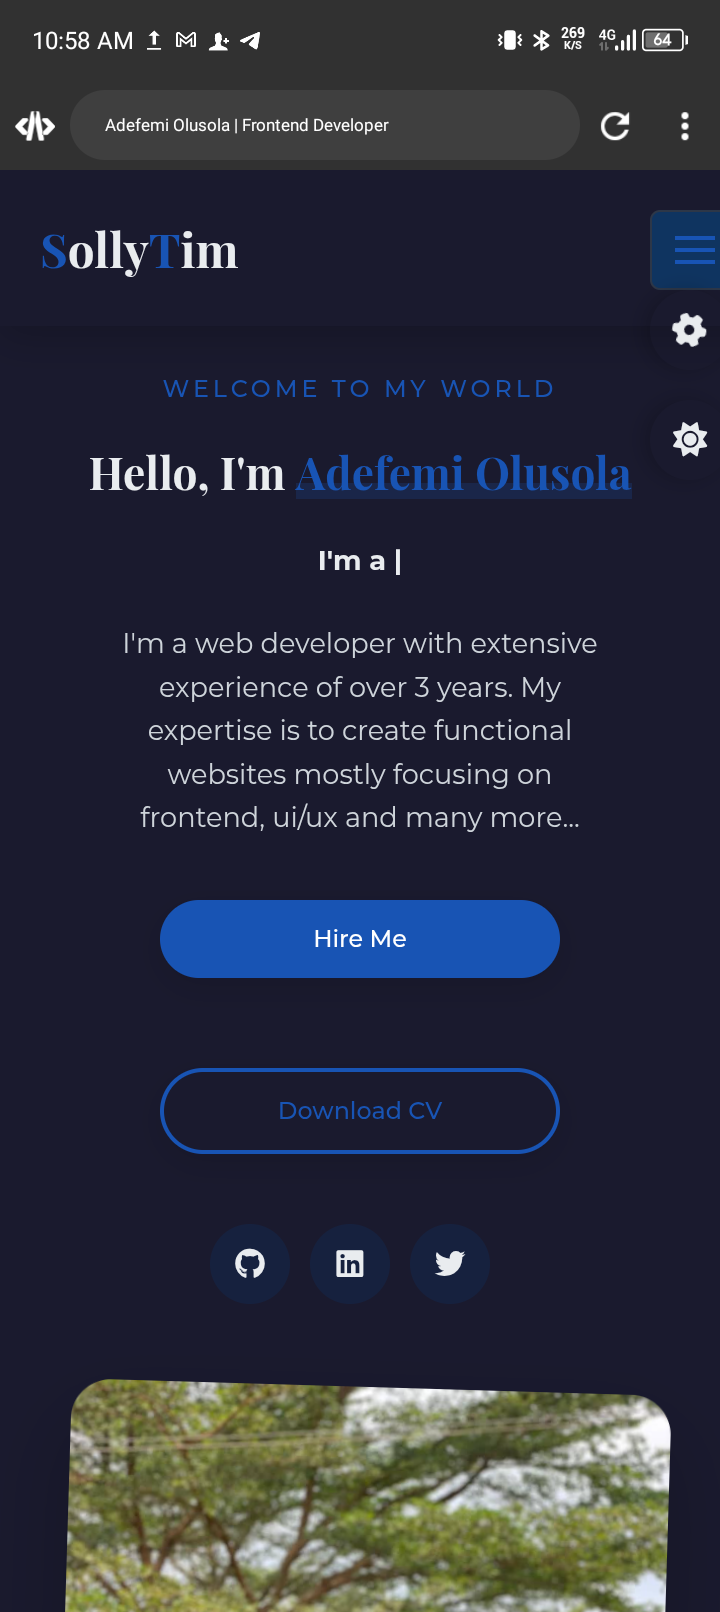 10:58 AM
269
K/S
4G
64
Adefemi Olusola | Frontend Developer
SollyTim
WELCOME TO MY WORLD
Hello, I'm Adefemi Olusola
I'm a |
I'm a web developer with extensive
experience of over 3 years. My
expertise is to create functional
websites mostly focusing on
frontend, ui/ux and many more...
Hire Me
Download CV